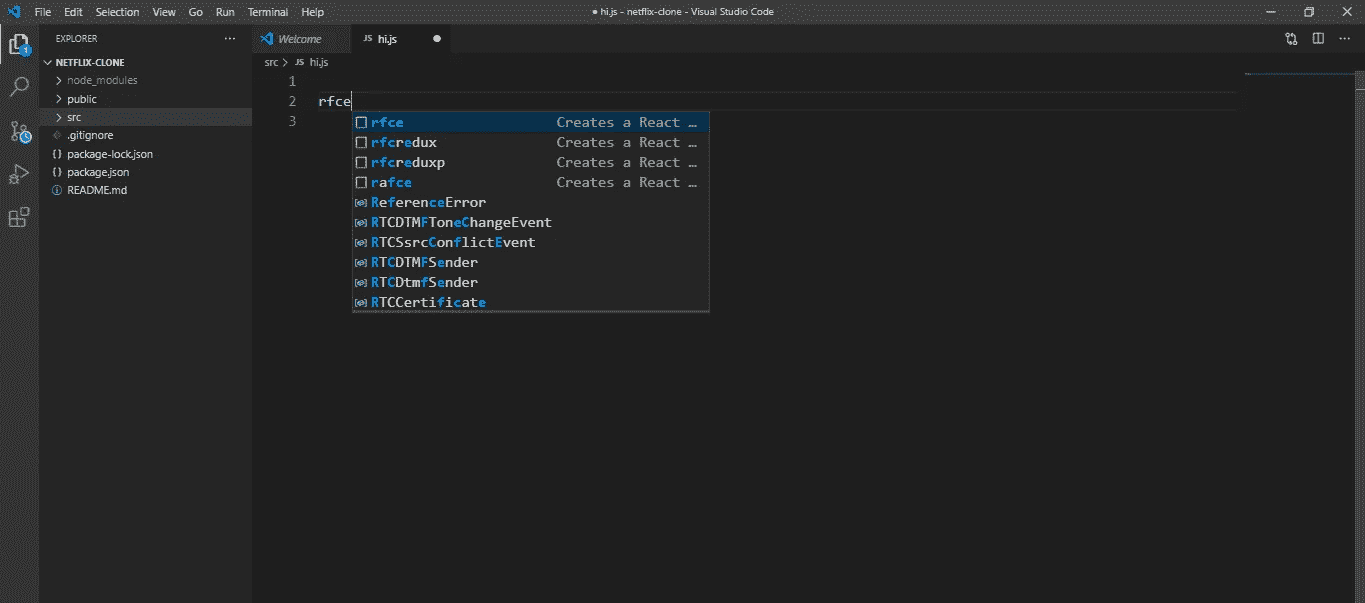 File Edit Selection View Go Run Terminal Help ● hi.js - netflix-clone - Visual Studio Code
EXPLORER ···
Welcome
JS hi.js ●
1
NETFLIX-CLONE
node_modules
public
src
.gitignore
{} package-lock.json
{} package.json
README.md
src > JS hi.js
1
2 rfce
3
rfce Creates a React …
rfcredux Creates a React …
rfcreduxp Creates a React …
rafce Creates a React …
ReferenceError
RTCDTMFToneChangeEvent
RTCSsrcConflictEvent
RTCDTMFSender
RTCDtmfSender
RTCCertificate